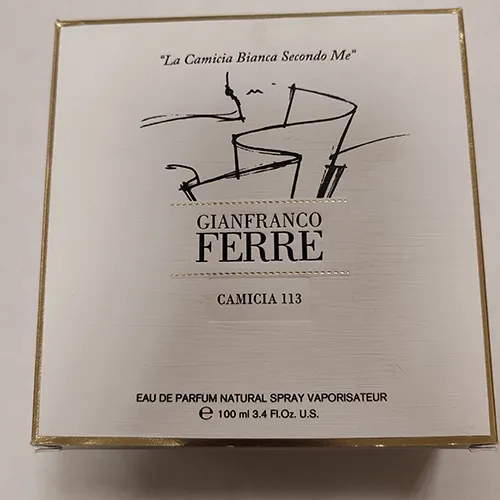 "La Camicia Bianca Secondo Me"
GIANFRANCO
FERRE
CAMICIA 113
EAU DE PARFUM NATURAL SPRAY VAPORISATEUR
℮ 100 ml 3.4 Fl.Oz. U.S.